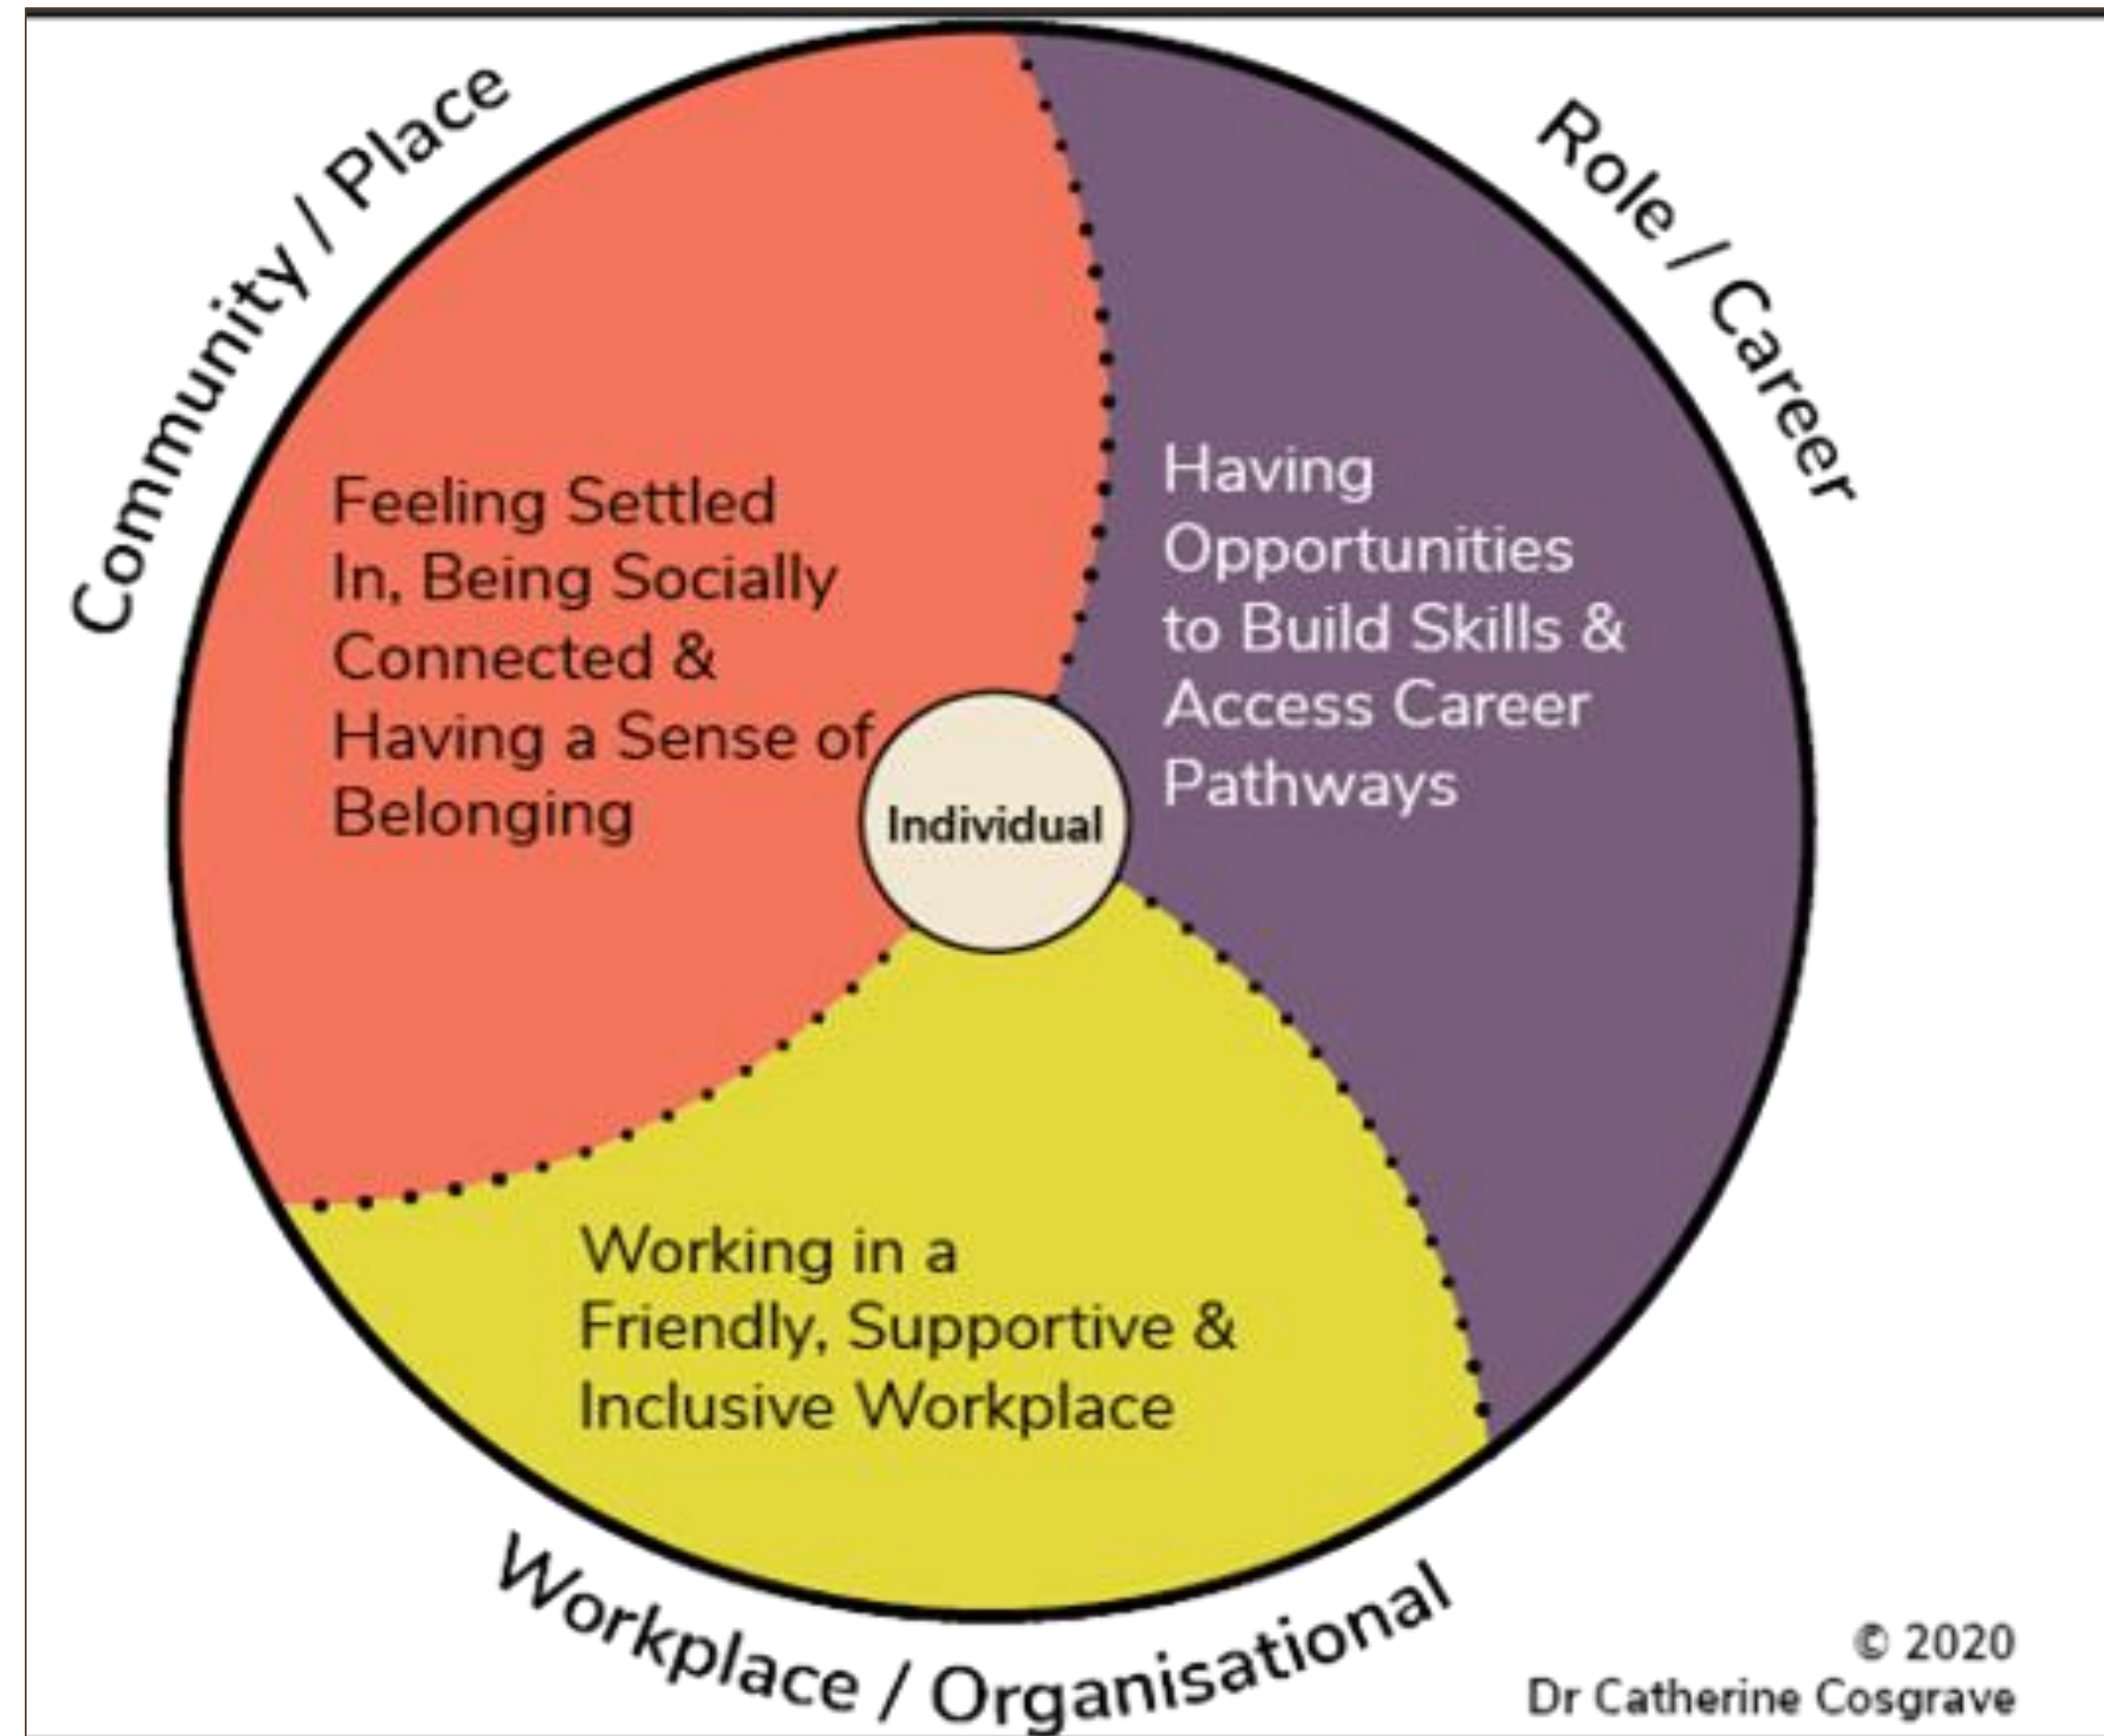 Community / Place
Role / Career
Feeling Settled
In, Being Socially
Connected &
Having a Sense of
Belonging
Having
Opportunities
to Build Skills &
Access Career
Pathways
Individual
Working in a
Friendly, Supportive &
Inclusive Workplace
Workplace / Organisational
© 2020
Dr Catherine Cosgrave